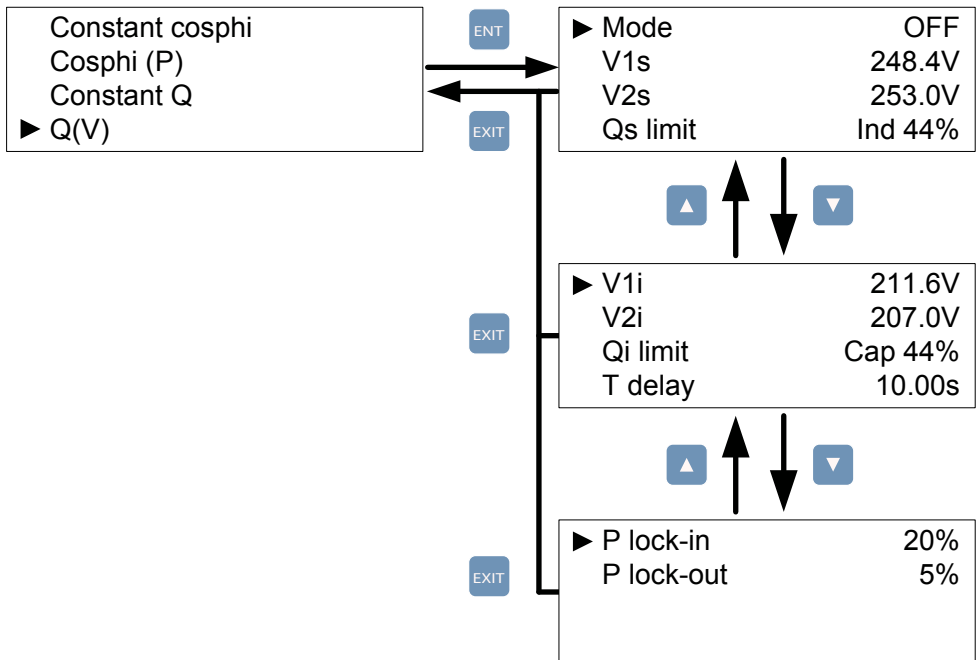 Constant cosphi
Cosphi (P)
Constant Q
▶ Q(V)
ENT
EXIT
▶ Mode OFF
V1s 248.4V
V2s 253.0V
Qs limit Ind 44%
▶ V1i 211.6V
V2i 207.0V
Qi limit Cap 44%
T delay 10.00s
EXIT
▶ P lock-in 20%
P lock-out 5%
EXIT